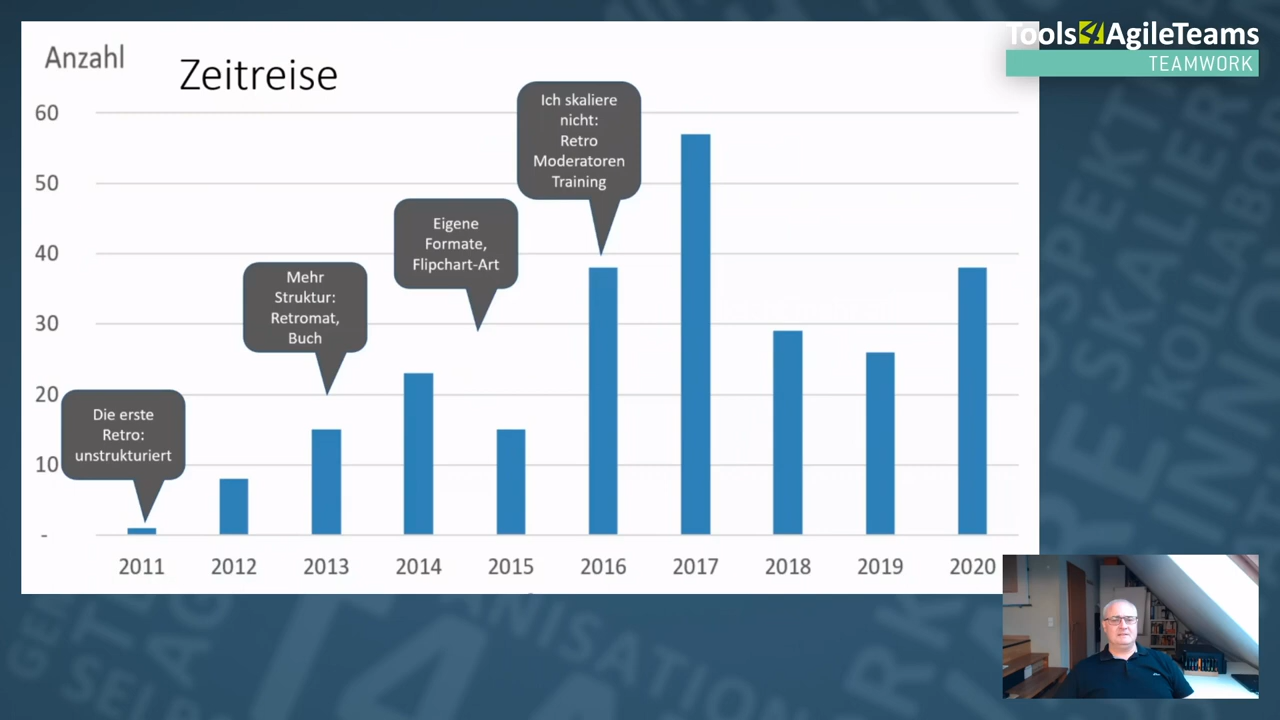 Tools4AgileTeams
TEAMWORK
Anzahl
Zeitreise
60
50
40
30
20
10
-
Die erste
Retro:
unstrukturiert
Mehr
Struktur:
Retromat,
Buch
Eigene
Formate,
Flipchart-Art
Ich skaliere
nicht:
Retro
Moderatoren
Training
2011 2012 2013 2014 2015 2016 2017 2018 2019 2020